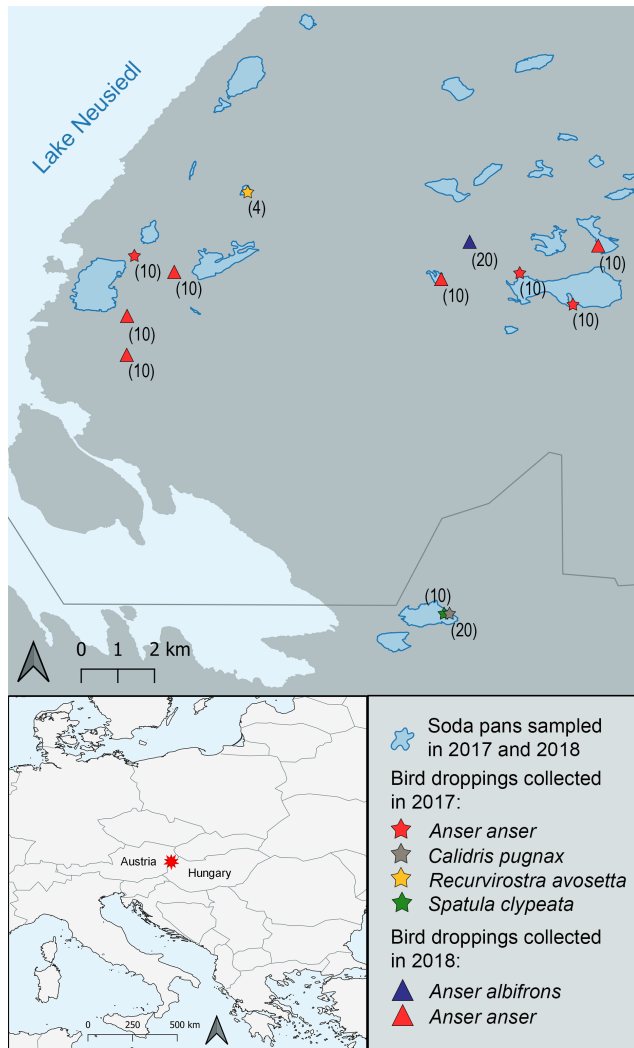 Lake Neusiedl
(4)
(10)
(10)
(20)
(10)
(10)
(10)
(10)
(10)
(10)
(10)
(20)
0 1 2 km
Austria
Hungary
0 250 500 km
Soda pans sampled
in 2017 and 2018
Bird droppings collected
in 2017:
Anser anser
Calidris pugnax
Recurvirostra avosetta
Spatula clypeata
Bird droppings collected
in 2018:
Anser albifrons
Anser anser